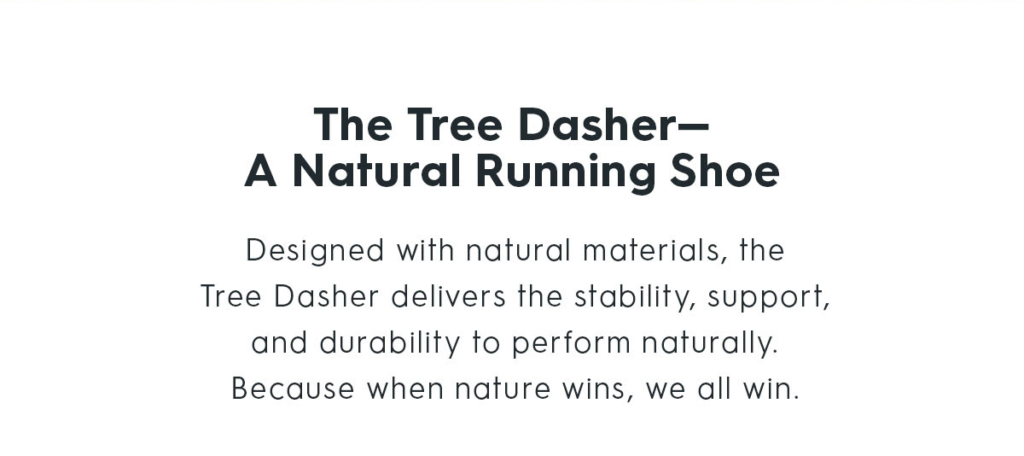 The Tree Dasher—
A Natural Running Shoe
Designed with natural materials, the
Tree Dasher delivers the stability, support,
and durability to perform naturally.
Because when nature wins, we all win.